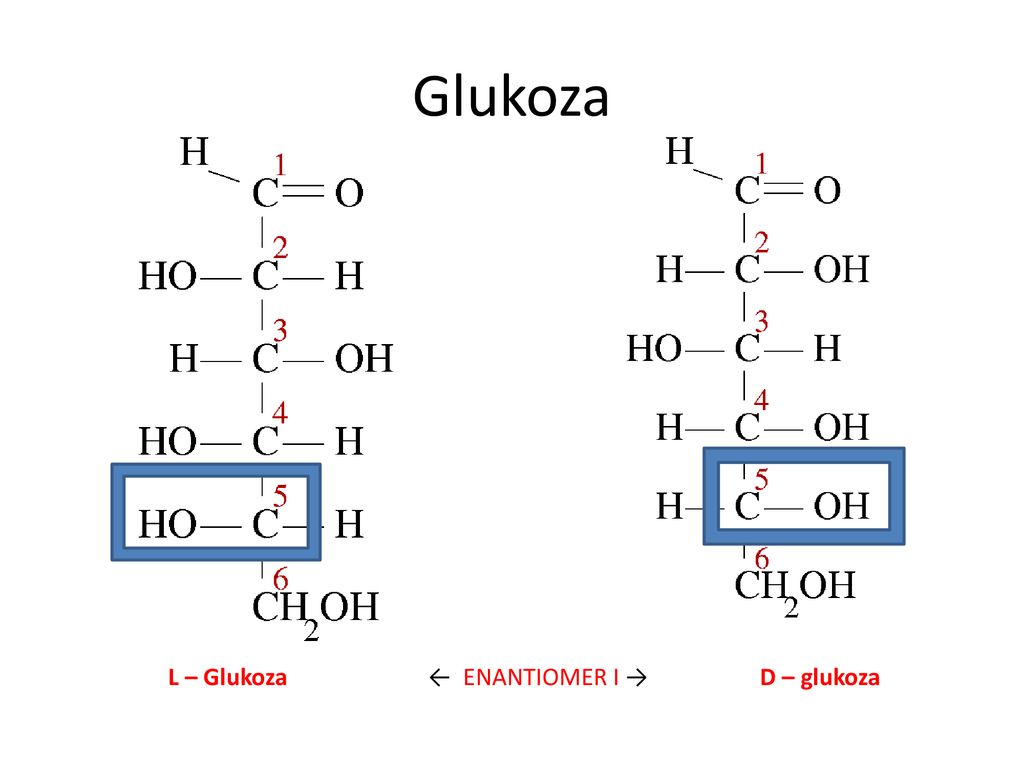 Glukoza
H
1
C O
2
HO C H
3
H C OH
4
HO C H
5
HO C H
6
CH2OH
H
1
C O
2
H C OH
3
HO C H
4
H C OH
5
H C OH
6
CH2OH
L – Glukoza ← ENANTIOMER I → D – glukoza